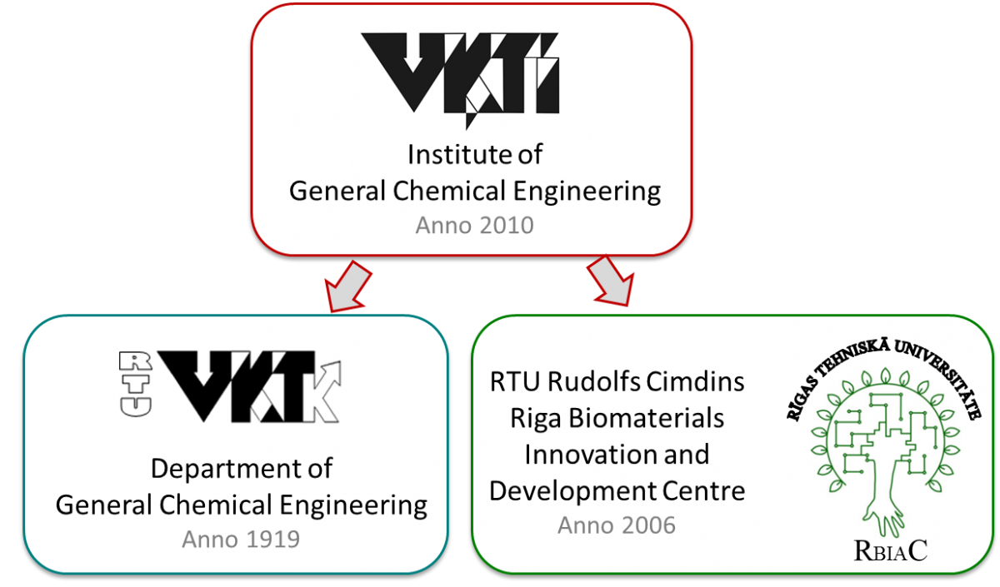 VKTi
Institute of
General Chemical Engineering
Anno 2010
RTU
VKTK
Department of
General Chemical Engineering
Anno 1919
RTU Rudolfs Cimdins
Riga Biomaterials
Innovation and
Development Centre
Anno 2006
RĪGAS TEHNISKĀ UNIVERSITĀTE
RBIAC